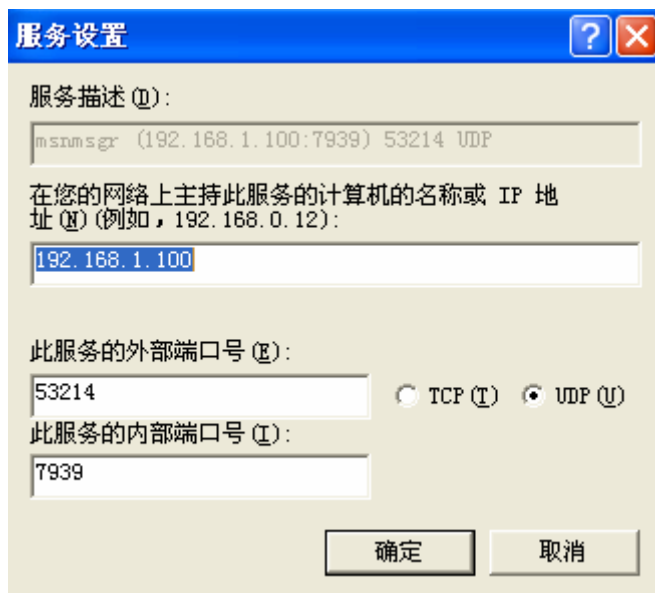 服务设置
服务描述(D):
msnmsgr (192.168.1.100:7939) 53214 UDP
在您的网络上主持此服务的计算机的名称或 IP 地
址(N)(例如，192.168.0.12):
192.168.1.100
此服务的外部端口号(E):
53214
TCP(T) UDP(U)
此服务的内部端口号(I):
7939
确定 取消